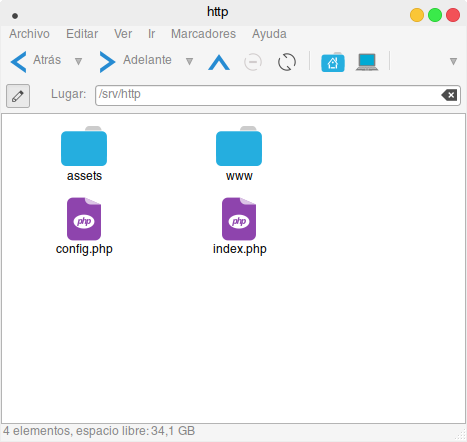 http
Archivo Editar Ver Ir Marcadores Ayuda
Atrás Adelante
Lugar: /srv/http
assets www
php php
config.php index.php
4 elementos, espacio libre: 34,1 GB